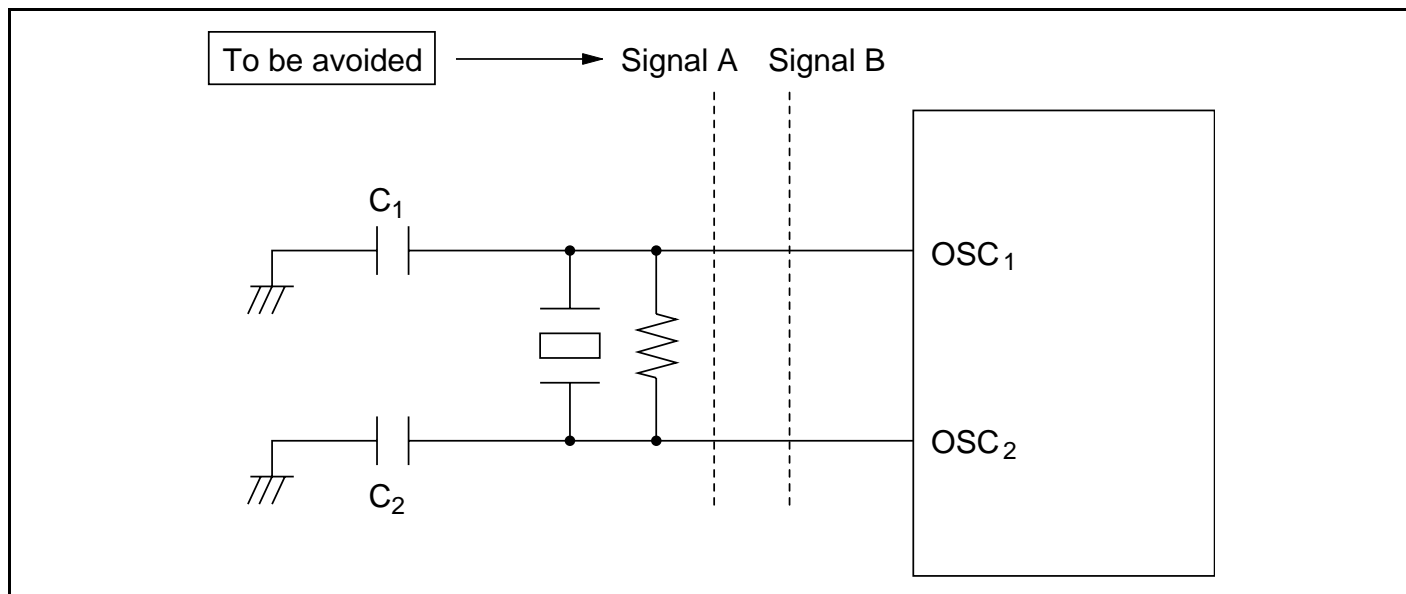 To be avoided
Signal A
Signal B
C1
OSC1
OSC2
C2